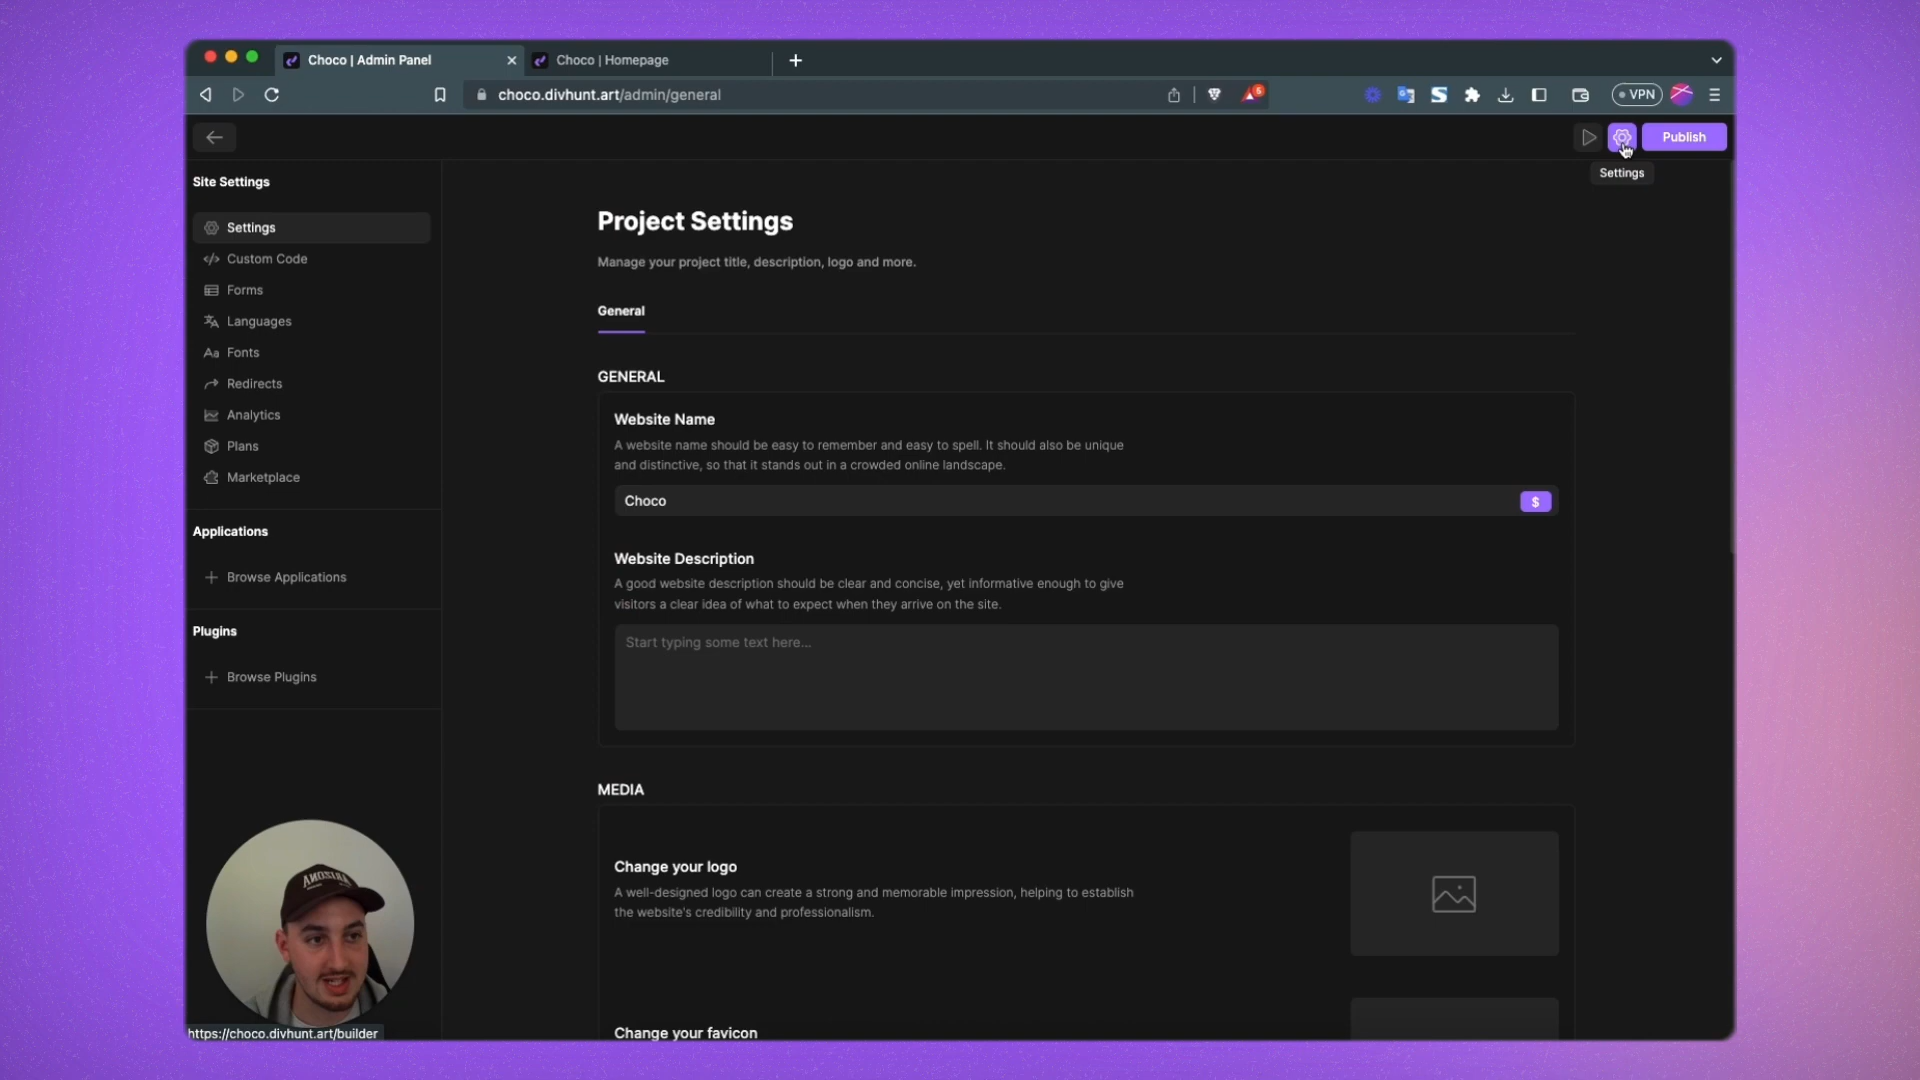 Choco | Admin Panel
Choco | Homepage
choco.divhunt.art/admin/general
5
VPN
Publish
Settings
Site Settings
Settings
Custom Code
Forms
Languages
Aa Fonts
Redirects
Analytics
Plans
Marketplace
Applications
Browse Applications
Plugins
Browse Plugins
Project Settings
Manage your project title, description, logo and more.
General
GENERAL
Website Name
A website name should be easy to remember and easy to spell. It should also be unique
and distinctive, so that it stands out in a crowded online landscape.
Choco
$
Website Description
A good website description should be clear and concise, yet informative enough to give
visitors a clear idea of what to expect when they arrive on the site.
Start typing some text here...
MEDIA
Change your logo
A well-designed logo can create a strong and memorable impression, helping to establish
the website's credibility and professionalism.
Change your favicon
ARIZONA
https://choco.divhunt.art/builder